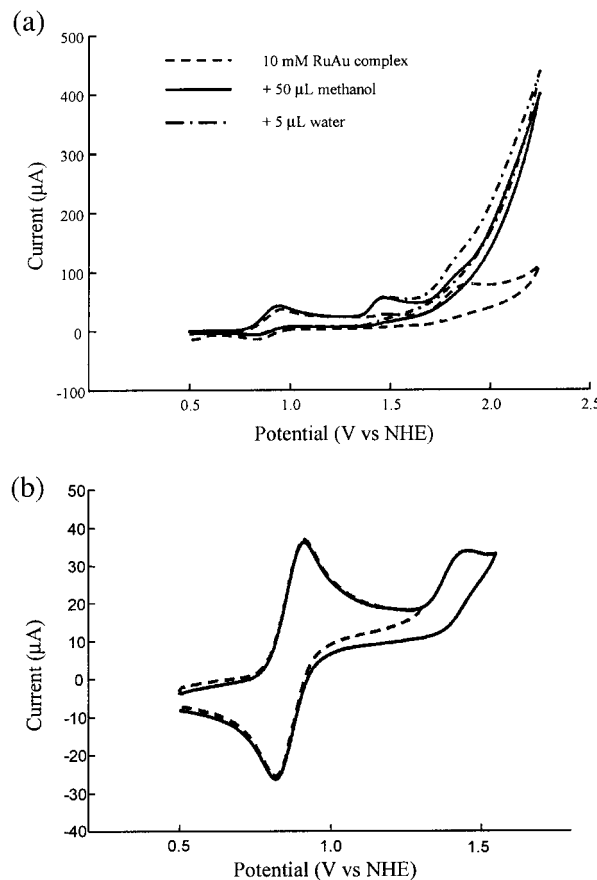 (a)
500
400
300
200
100
0
-100
Current (µA)
10 mM RuAu complex
+ 50 µL methanol
+ 5 µL water
0.5 1.0 1.5 2.0 2.5
Potential (V vs NHE)
(b)
50
40
30
20
10
0
-10
-20
-30
-40
Current (µA)
0.5 1.0 1.5
Potential (V vs NHE)